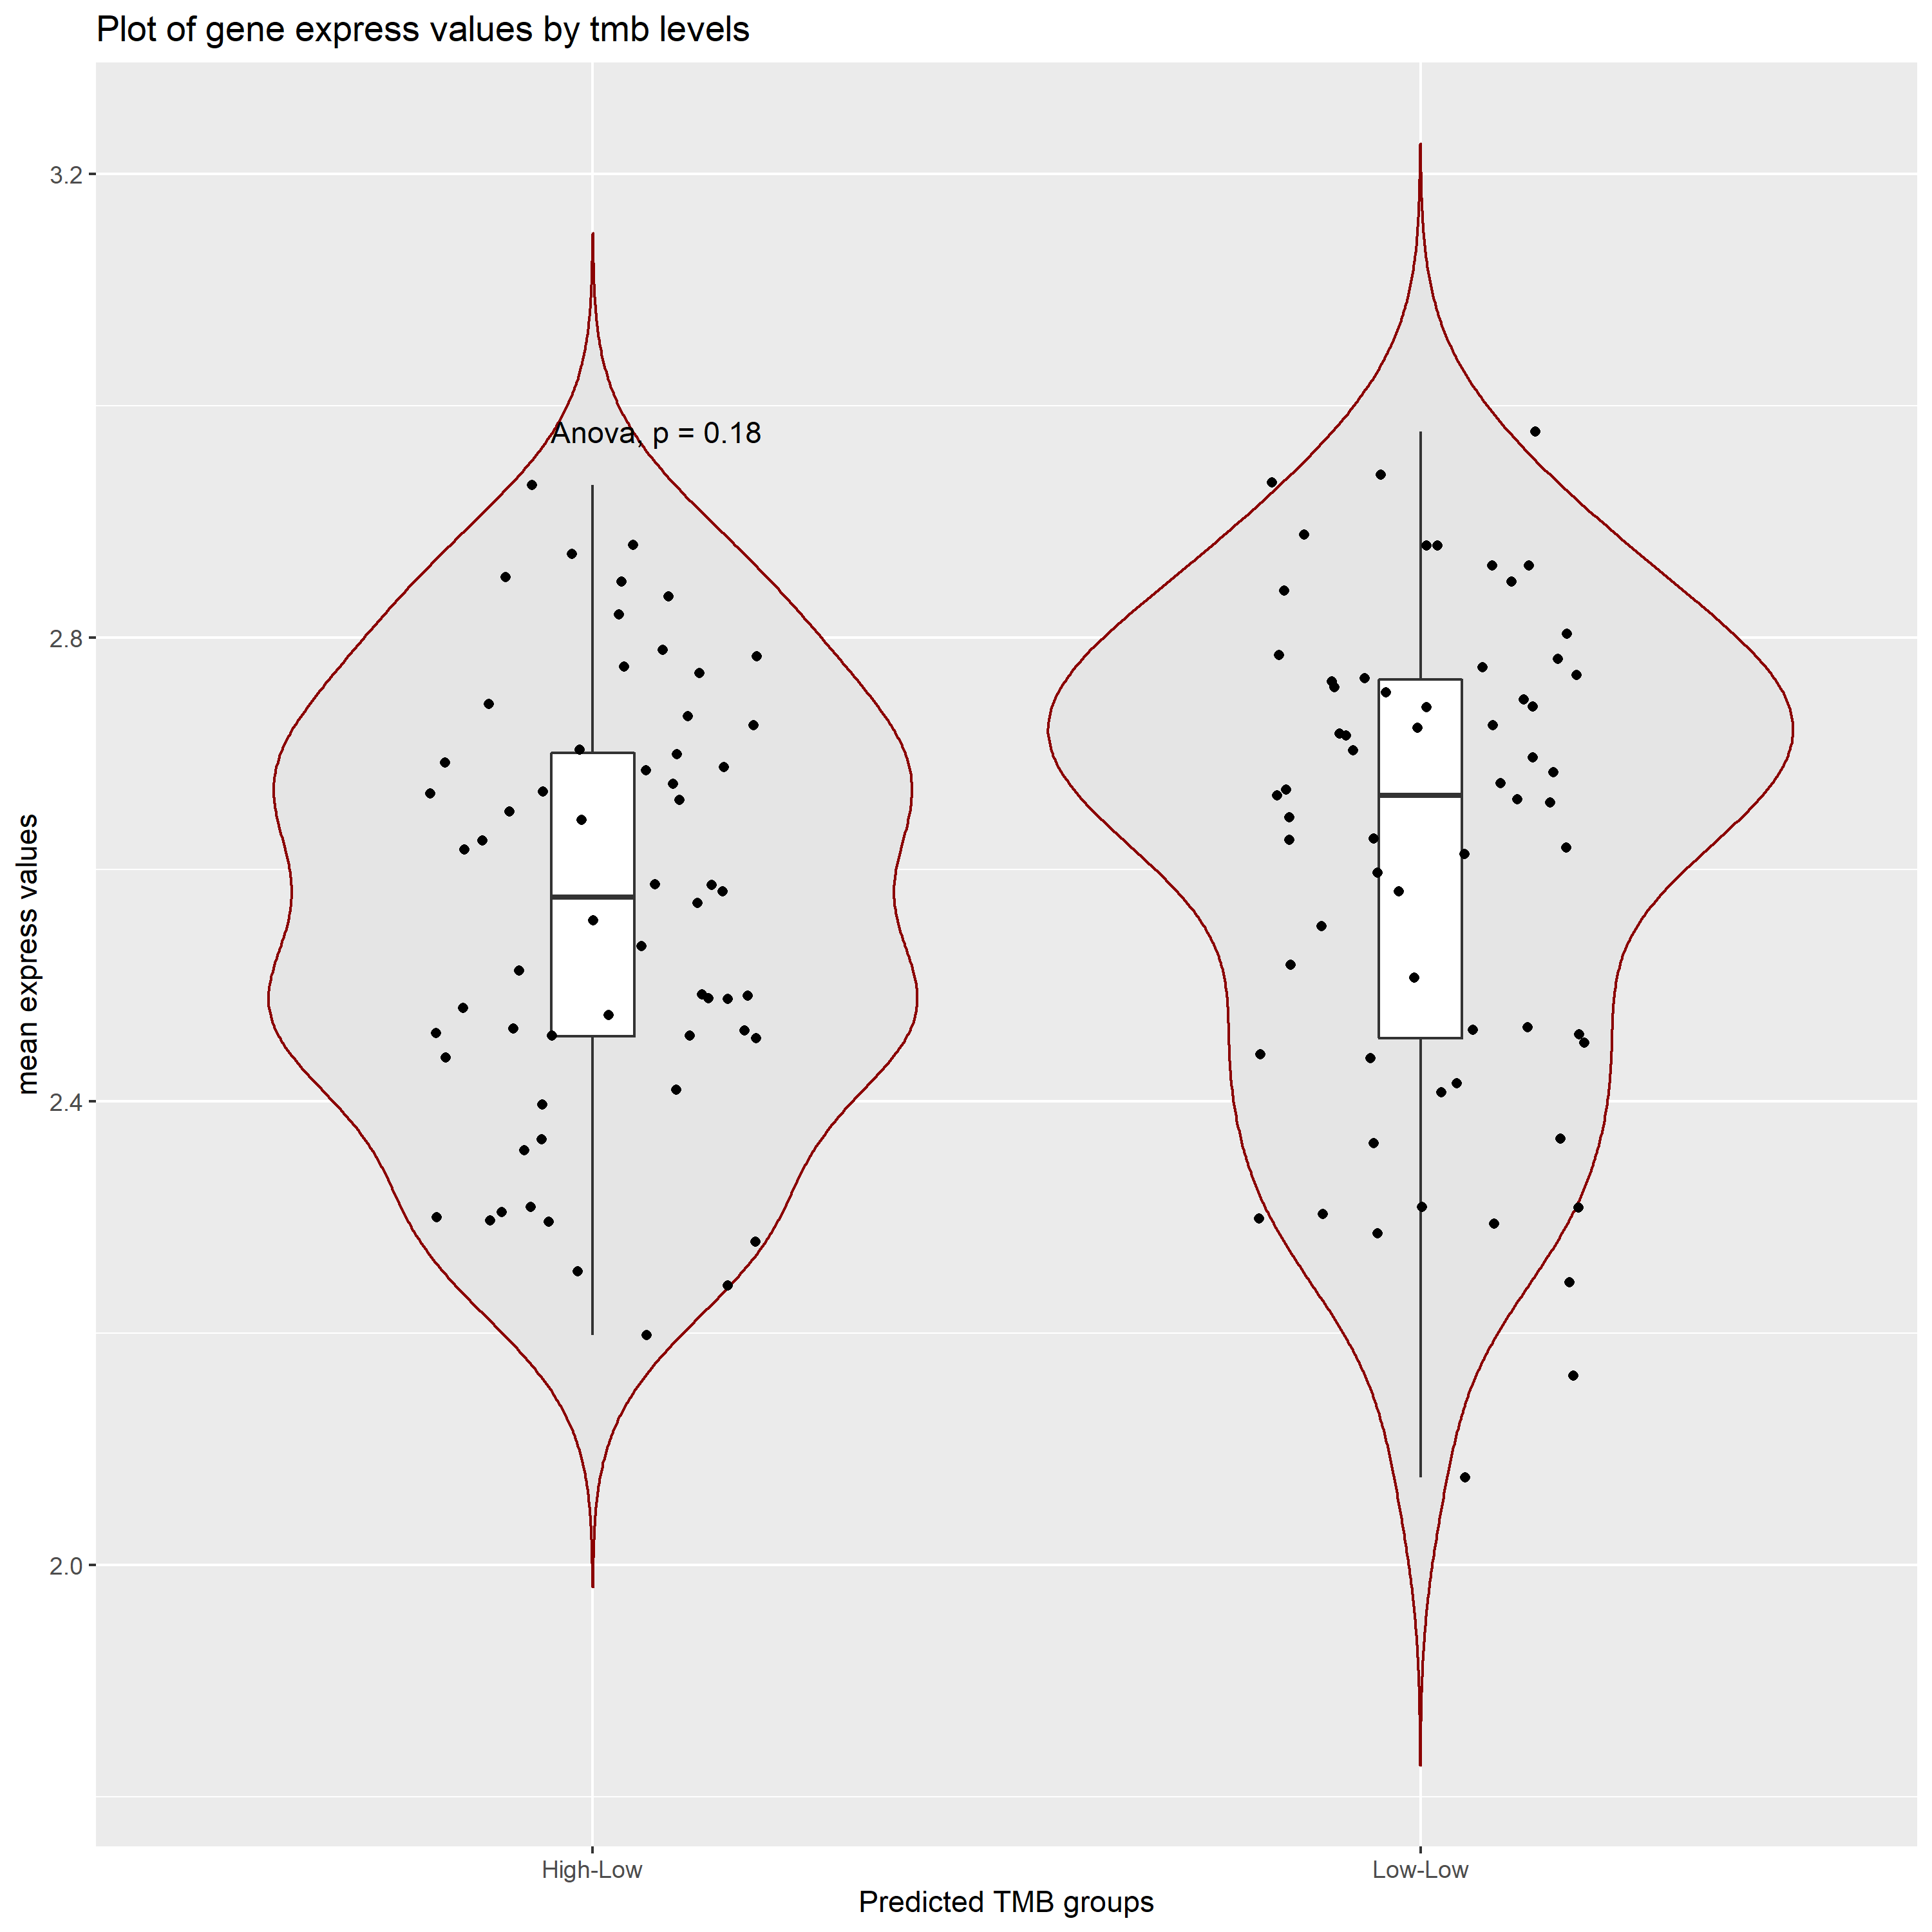 Plot of gene express values by tmb levels
3.2
Anova, p = 0.18
2.8
mean express values
2.4
2.0
High-Low
Low-Low
Predicted TMB groups